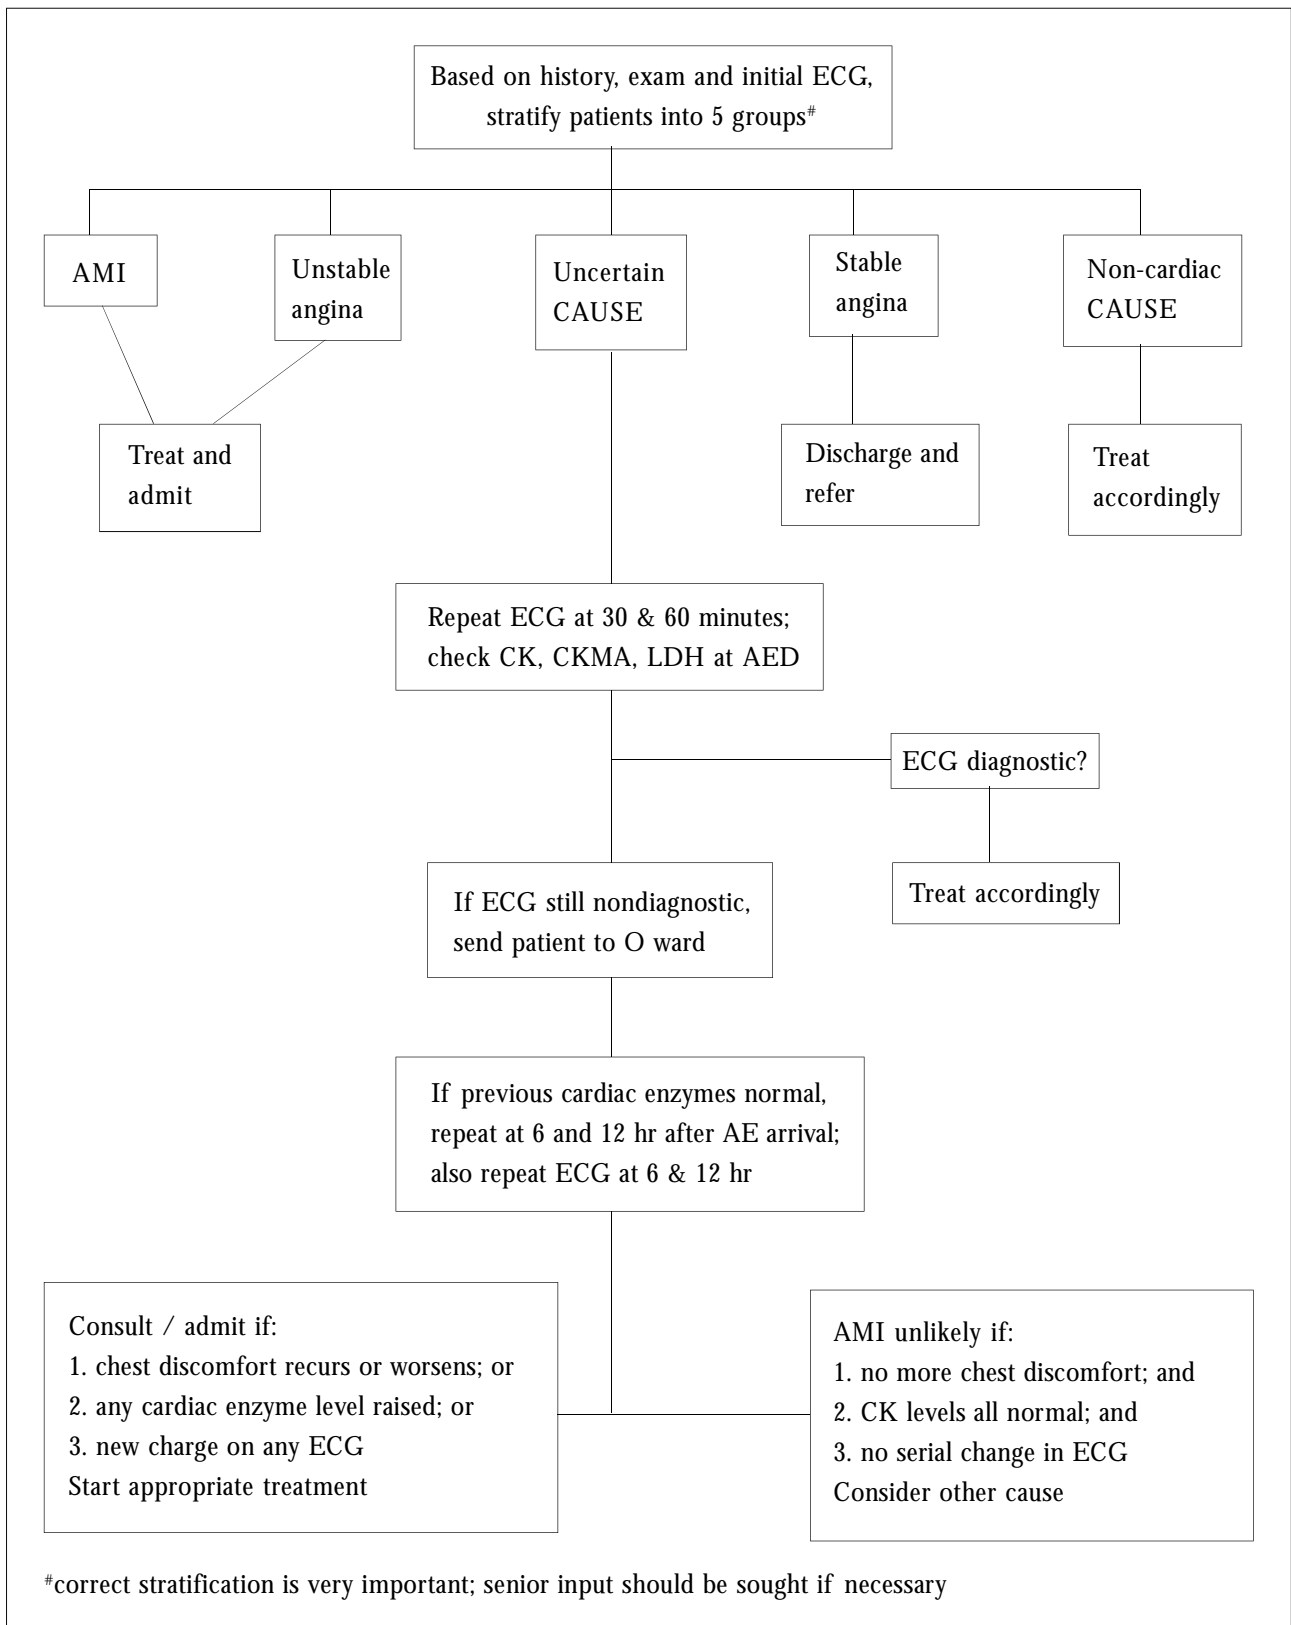 Based on history, exam and initial ECG,
stratify patients into 5 groups#
AMI
Unstable
angina
Uncertain
CAUSE
Stable
angina
Non-cardiac
CAUSE
Treat and
admit
Discharge and
refer
Treat
accordingly
Repeat ECG at 30 & 60 minutes;
check CK, CKMA, LDH at AED
ECG diagnostic?
Treat accordingly
If ECG still nondiagnostic,
send patient to O ward
If previous cardiac enzymes normal,
repeat at 6 and 12 hr after AE arrival;
also repeat ECG at 6 & 12 hr
Consult / admit if:
1. chest discomfort recurs or worsens; or
2. any cardiac enzyme level raised; or
3. new charge on any ECG
Start appropriate treatment
AMI unlikely if:
1. no more chest discomfort; and
2. CK levels all normal; and
3. no serial change in ECG
Consider other cause
#correct stratification is very important; senior input should be sought if necessary